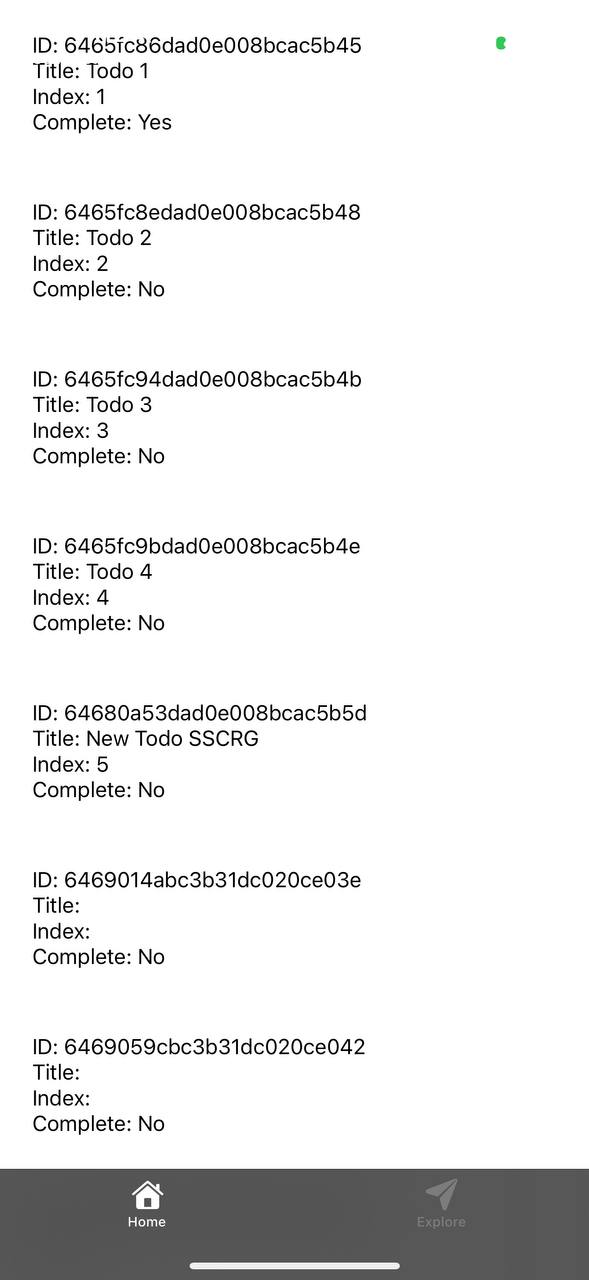 ID: 6465fc86dad0e008bcac5b45
Title: Todo 1
Index: 1
Complete: Yes
ID: 6465fc8edad0e008bcac5b48
Title: Todo 2
Index: 2
Complete: No
ID: 6465fc94dad0e008bcac5b4b
Title: Todo 3
Index: 3
Complete: No
ID: 6465fc9bdad0e008bcac5b4e
Title: Todo 4
Index: 4
Complete: No
ID: 64680a53dad0e008bcac5b5d
Title: New Todo SSCRG
Index: 5
Complete: No
ID: 6469014abc3b31dc020ce03e
Title:
Index:
Complete: No
ID: 6469059cbc3b31dc020ce042
Title:
Index:
Complete: No
Home
Explore